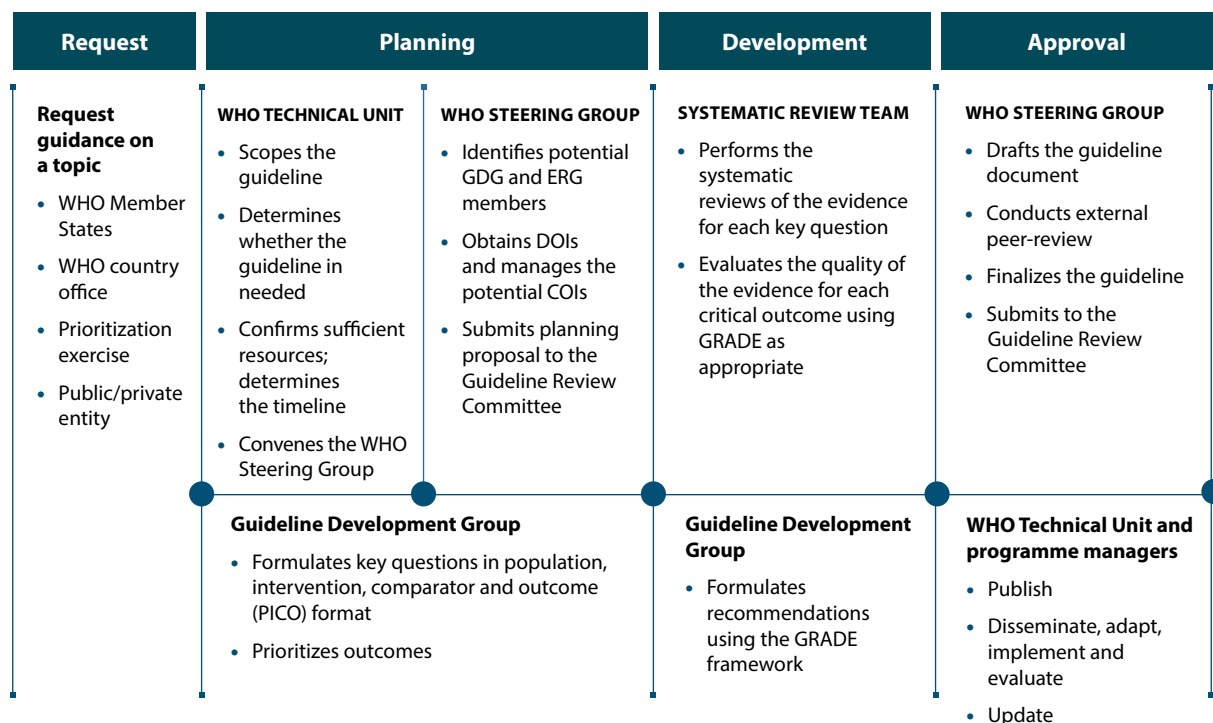 Request
Planning
Development
Approval
Request
guidance on
a topic
• WHO Member
States
• WHO country
office
• Prioritization
exercise
• Public/private
entity
WHO TECHNICAL UNIT
• Scopes the
guideline
• Determines
whether the
guideline in
needed
• Confirms sufficient
resources;
determines
the timeline
• Convenes the WHO
Steering Group
WHO STEERING GROUP
• Identifies potential
GDG and ERG
members
• Obtains DOIs
and manages the
potential COIs
• Submits planning
proposal to the
Guideline Review
Committee
Guideline Development Group
• Formulates key questions in population,
intervention, comparator and outcome
(PICO) format
• Prioritizes outcomes
SYSTEMATIC REVIEW TEAM
• Performs the
systematic
reviews of the evidence
for each key question
• Evaluates the quality of
the evidence for each
critical outcome using
GRADE as
appropriate
Guideline Development
Group
• Formulates
recommendations
using the GRADE
framework
WHO STEERING GROUP
• Drafts the guideline
document
• Conducts external
peer-review
• Finalizes the guideline
• Submits to the
Guideline Review
Committee
WHO Technical Unit and
programme managers
• Publish
• Disseminate, adapt,
implement and
evaluate
• Update